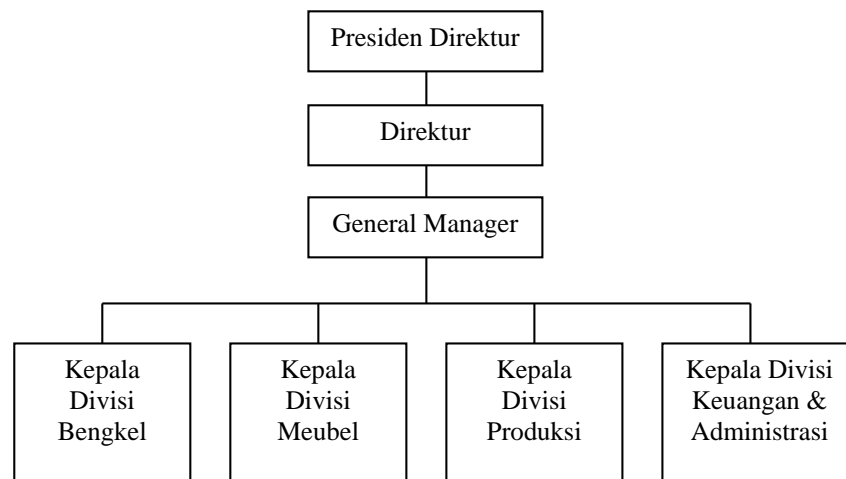 Presiden Direktur
Direktur
General Manager
Kepala
Divisi
Bengkel
Kepala
Divisi
Meubel
Kepala
Divisi
Produksi
Kepala Divisi
Keuangan &
Administrasi